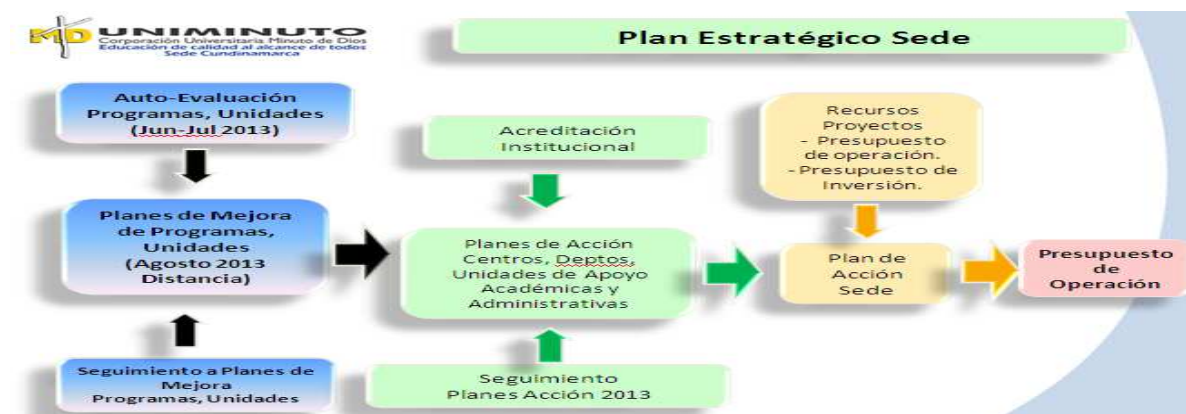 UNIMINUTO
Corporación Universitaria Minuto de Dios
Educación de calidad al alcance de todos
Sede Cundinamarca
Plan Estratégico Sede
Auto-Evaluación
Programas, Unidades
(Jun-Jul 2013)
Acreditación
Institucional
Recursos
Proyectos
- Presupuesto
de operación.
-Presupuesto de
Inversión.
Planes de Mejora
de Programas,
Unidades
(Agosto 2013
Distancia)
Planes de Acción
Centros, Deptos,
Unidades de Apoyo
Académicas y
Administrativas
Plan de
Acción
Sede
Presupuesto
de
Operación
Seguimiento a Planes de
Mejora
Programas, Unidades
Seguimiento
Planes Acción 2013